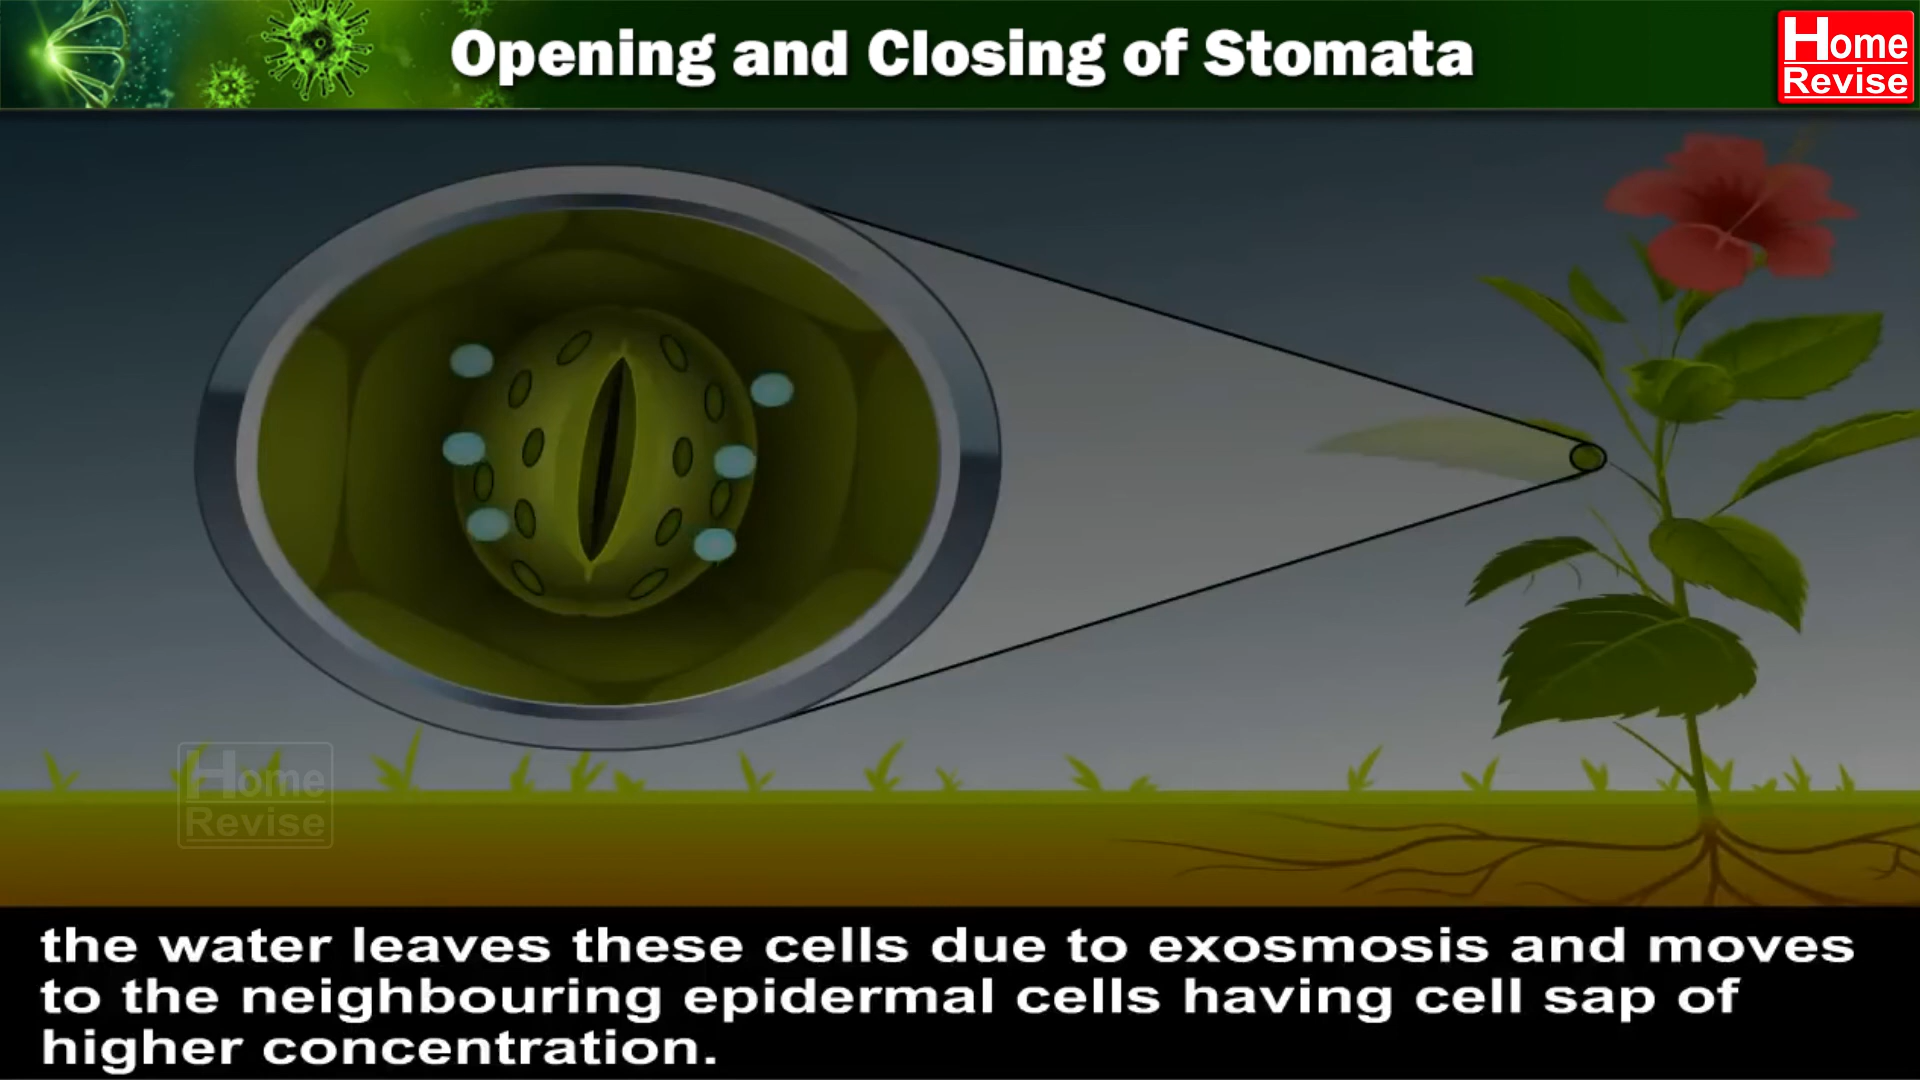 Opening and Closing of Stomata
Home
Revise
Home
Revise
the water leaves these cells due to exosmosis and moves
to the neighbouring epidermal cells having cell sap of
higher concentration.